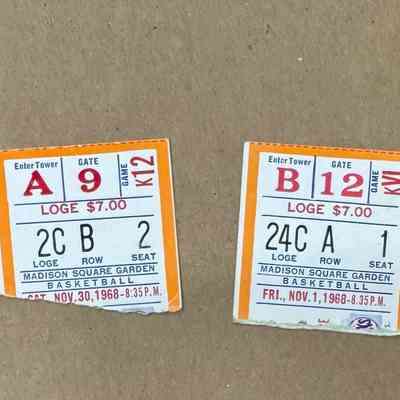 Enter Tower GATE
A 9
GAME K12
LOGE $7.00
2C B 2
LOGE ROW SEAT
MADISON SQUARE GARDEN
BASKETBALL
SAT. NOV. 30, 1968-8:35 P.M.
Enter Tower GATE
B 12
KVI
LOGE $7.00
24C A 1
LOGE ROW SEAT
MADISON SQUARE GARDEN
BASKETBALL
FRI., NOV. 1, 1968-8:35 P.M.